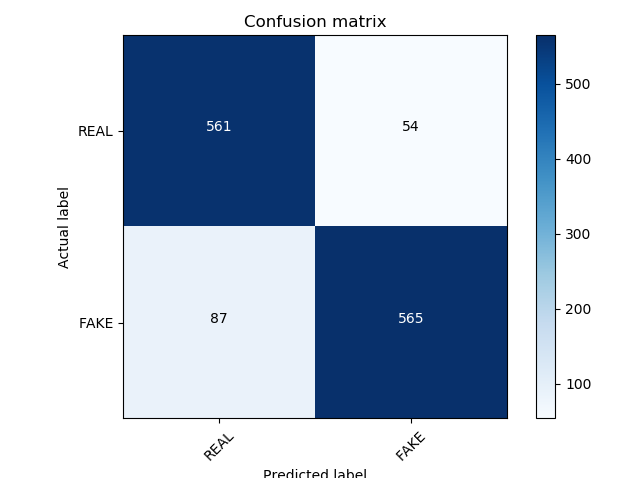 Confusion matrix
REAL
561
54
FAKE
87
565
Actual label
REAL
FAKE
Predicted label
500
400
300
200
100